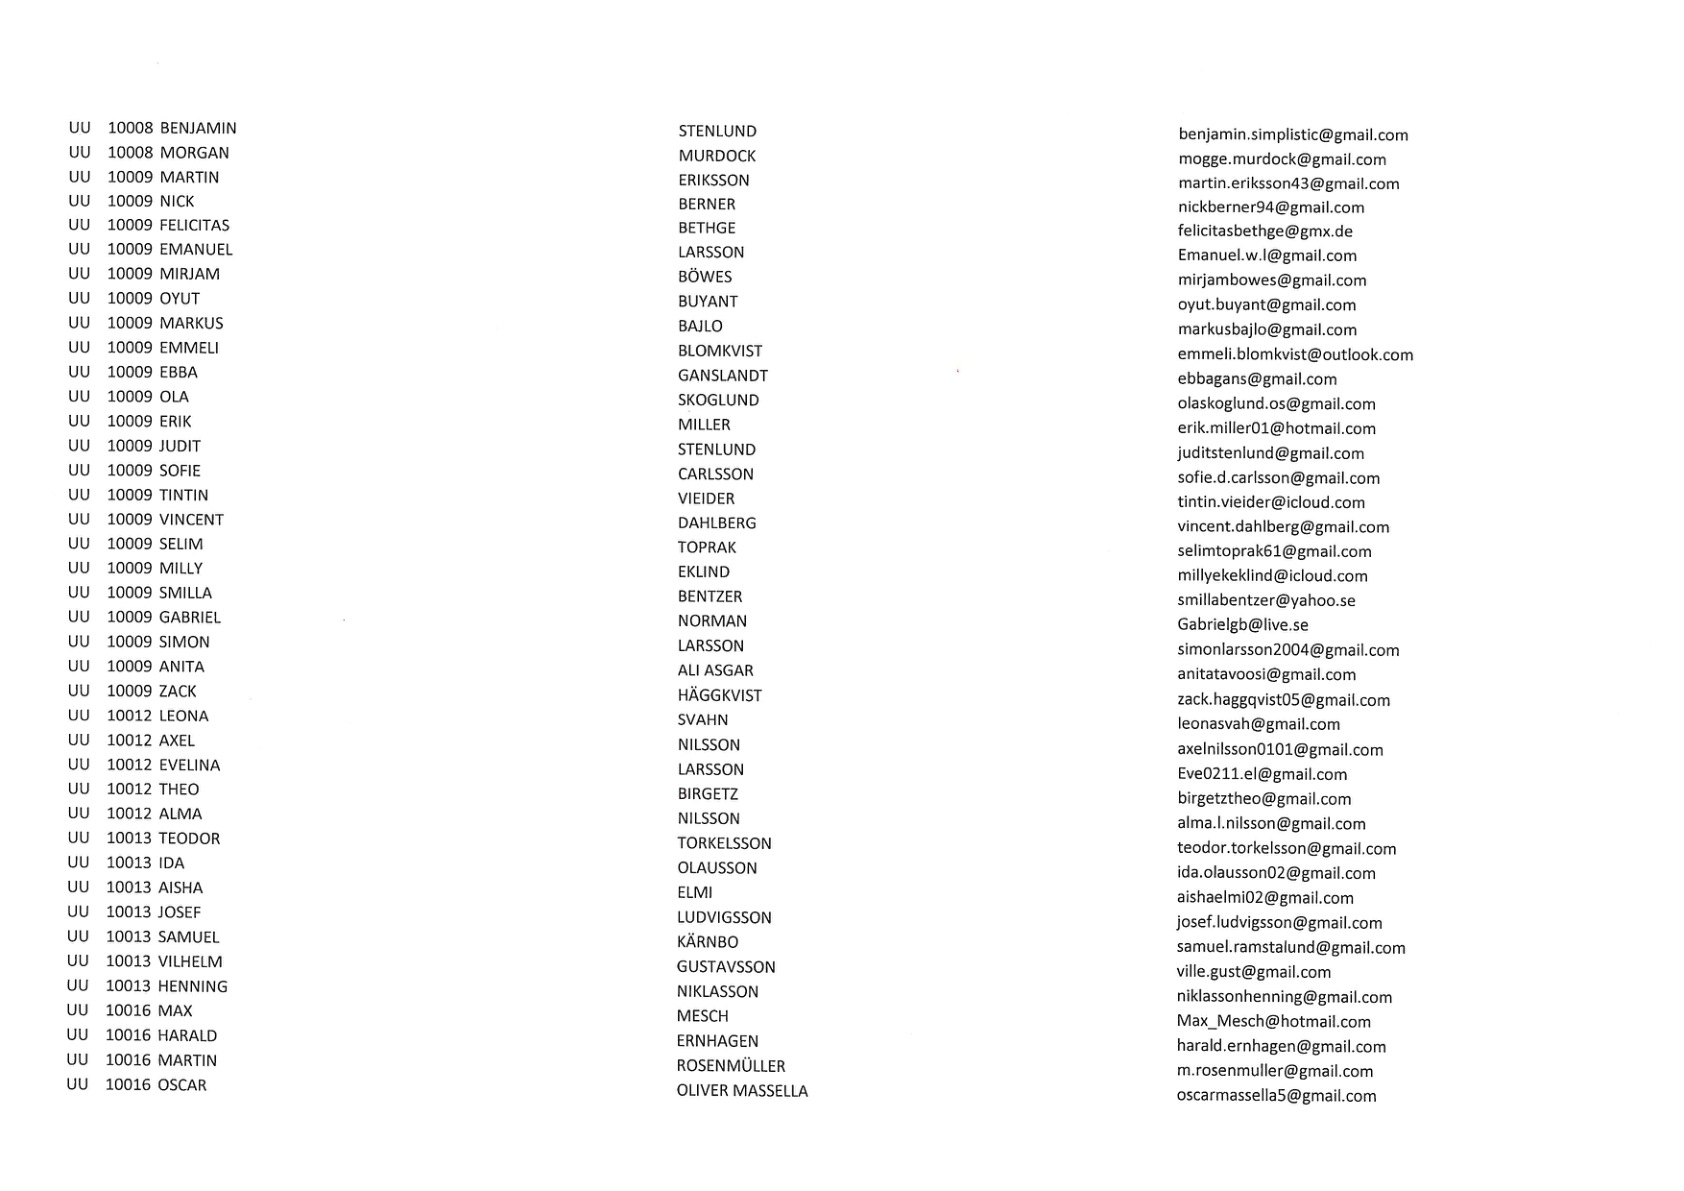 UU 10008 BENJAMIN STENLUND benjamin.simplistic@gmail.com
UU 10008 MORGAN MURDOCK mogge.murdock@gmail.com
UU 10009 MARTIN ERIKSSON martin.eriksson43@gmail.com
UU 10009 NICK BERNER nickberner94@gmail.com
UU 10009 FELICITAS BETHGE felicitasbethge@gmx.de
UU 10009 EMANUEL LARSSON Emanuel.w.l@gmail.com
UU 10009 MIRJAM BÖWES mirjambowes@gmail.com
UU 10009 OYUT BUYANT oyut.buyant@gmail.com
UU 10009 MARKUS BAJLO markusbajlo@gmail.com
UU 10009 EMMELI BLOMKVIST emmeli.blomkvist@outlook.com
UU 10009 EBBA GANSLANDT ebbagans@gmail.com
UU 10009 OLA SKOGLUND olaskoglund.os@gmail.com
UU 10009 ERIK MILLER erik.miller01@hotmail.com
UU 10009 JUDIT STENLUND juditstenlund@gmail.com
UU 10009 SOFIE CARLSSON sofie.d.carlsson@gmail.com
UU 10009 TINTIN VIEIDER tintin.vieider@icloud.com
UU 10009 VINCENT DAHLBERG vincent.dahlberg@gmail.com
UU 10009 SELIM TOPRAK selimtoprak61@gmail.com
UU 10009 MILLY EKLIND millyekeklind@icloud.com
UU 10009 SMILLA BENTZER smillabentzer@yahoo.se
UU 10009 GABRIEL NORMAN Gabrielgb@live.se
UU 10009 SIMON LARSSON simonlarsson2004@gmail.com
UU 10009 ANITA ALI ASGAR anitatavoosi@gmail.com
UU 10009 ZACK HÄGGKVIST zack.haggqvist05@gmail.com
UU 10012 LEONA SVAHN leonasvah@gmail.com
UU 10012 AXEL NILSSON axelnilsson0101@gmail.com
UU 10012 EVELINA LARSSON Eve0211.el@gmail.com
UU 10012 THEO BIRGETZ birgetztheo@gmail.com
UU 10012 ALMA NILSSON alma.l.nilsson@gmail.com
UU 10013 TEODOR TORKELSSON teodor.torkelsson@gmail.com
UU 10013 IDA OLAUSSON ida.olausson02@gmail.com
UU 10013 AISHA ELMI aishaelmi02@gmail.com
UU 10013 JOSEF LUDVIGSSON josef.ludvigsson@gmail.com
UU 10013 SAMUEL KÄRNBO samuel.ramstalund@gmail.com
UU 10013 VILHELM GUSTAVSSON ville.gust@gmail.com
UU 10013 HENNING NIKLASSON niklassonhenning@gmail.com
UU 10016 MAX MESCH Max_Mesch@hotmail.com
UU 10016 HARALD ERNHAGEN harald.ernhagen@gmail.com
UU 10016 MARTIN ROSENMÜLLER m.rosenmuller@gmail.com
UU 10016 OSCAR OLIVER MASSELLA oscarmassella5@gmail.com